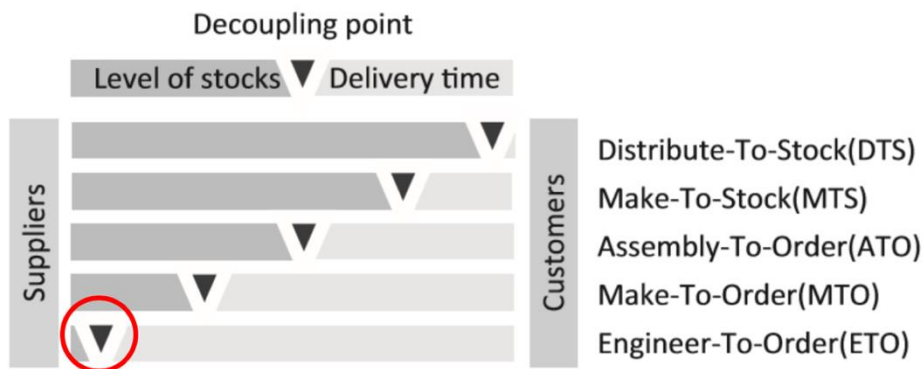 Decoupling point
Level of stocks
Delivery time
Suppliers
Customers
Distribute-To-Stock(DTS)
Make-To-Stock(MTS)
Assembly-To-Order(ATO)
Make-To-Order(MTO)
Engineer-To-Order(ETO)